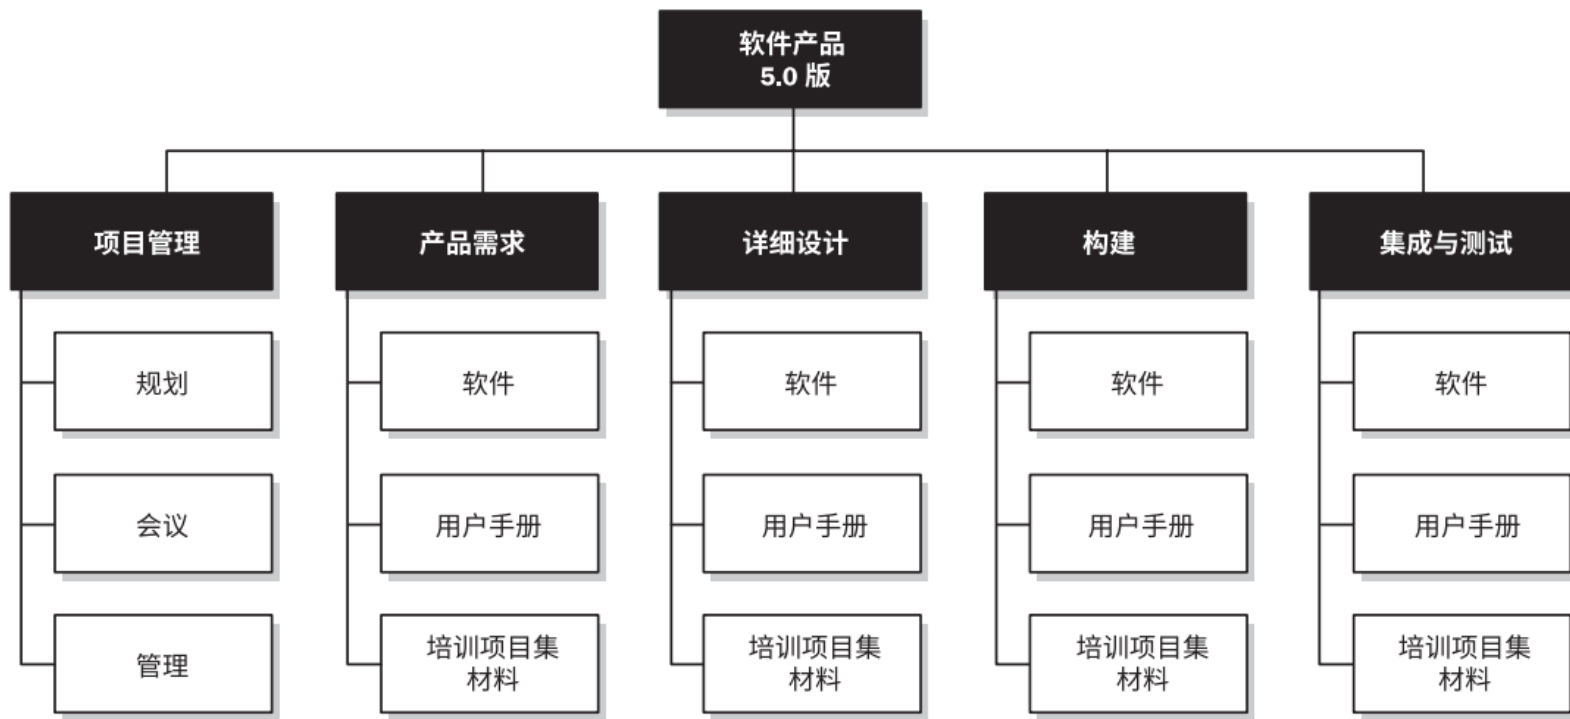 软件产品
5.0 版
项目管理
产品需求
详细设计
构建
集成与测试
规划
软件
软件
软件
软件
会议
用户手册
用户手册
用户手册
用户手册
管理
培训项目集
材料
培训项目集
材料
培训项目集
材料
培训项目集
材料